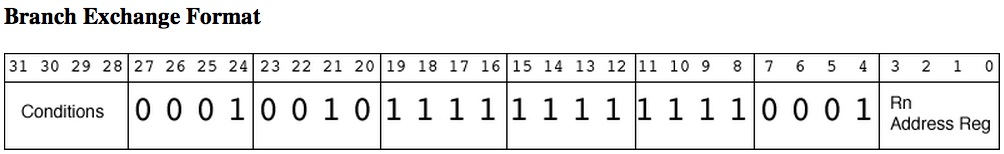 Branch Exchange Format
31 30 29 28 27 26 25 24 23 22 21 20 19 18 17 16 15 14 13 12 11 10 9 8 7 6 5 4 3 2 1 0
Conditions 0 0 0 1 0 0 1 0 1 1 1 1 1 1 1 1 1 1 1 1 0 0 0 1 Rn
Address Reg